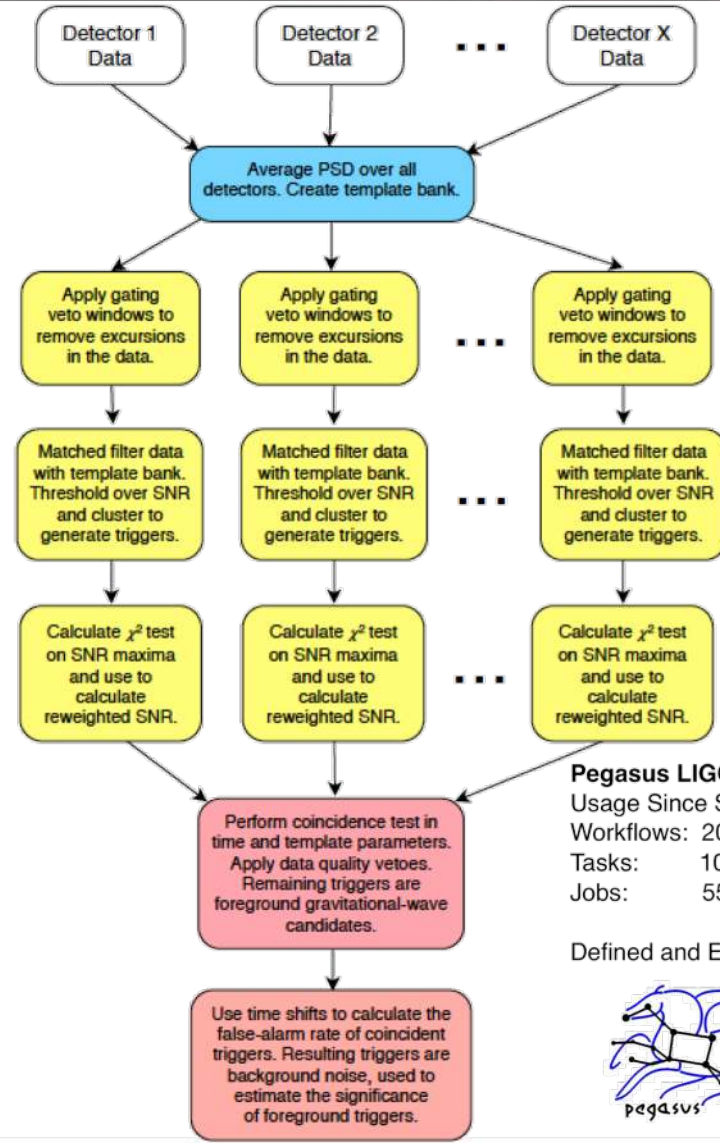 Detector 1
Data
Detector 2
Data
Detector X
Data
Average PSD over all
detectors. Create template bank.
Apply gating
veto windows to
remove excursions
in the data.
Apply gating
veto windows to
remove excursions
in the data.
Apply gating
veto windows to
remove excursions
in the data.
Matched filter data
with template bank.
Threshold over SNR
and cluster to
generate triggers.
Matched filter data
with template bank.
Threshold over SNR
and cluster to
generate triggers.
Matched filter data
with template bank.
Threshold over SNR
and cluster to
generate triggers.
Calculate χ² test
on SNR maxima
and use to
calculate
reweighted SNR.
Calculate χ² test
on SNR maxima
and use to
calculate
reweighted SNR.
Calculate χ² test
on SNR maxima
and use to
calculate
reweighted SNR.
Perform coincidence test in
time and template parameters.
Apply data quality vetoes.
Remaining triggers are
foreground gravitational-wave
candidates.
Use time shifts to calculate the
false-alarm rate of coincident
triggers. Resulting triggers are
background noise, used to
estimate the significance
of foreground triggers.
Pegasus
Usage Since
Workflows:
Tasks:
Jobs:
Defined and
pegasus